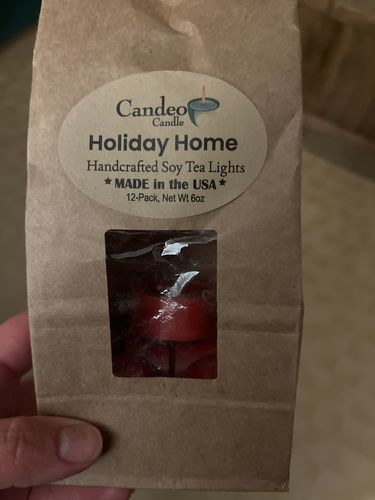 Candeo
Candle
Holiday Home
Handcrafted Soy Tea Lights
★ MADE in the USA ★
12-Pack, Net Wt 6oz